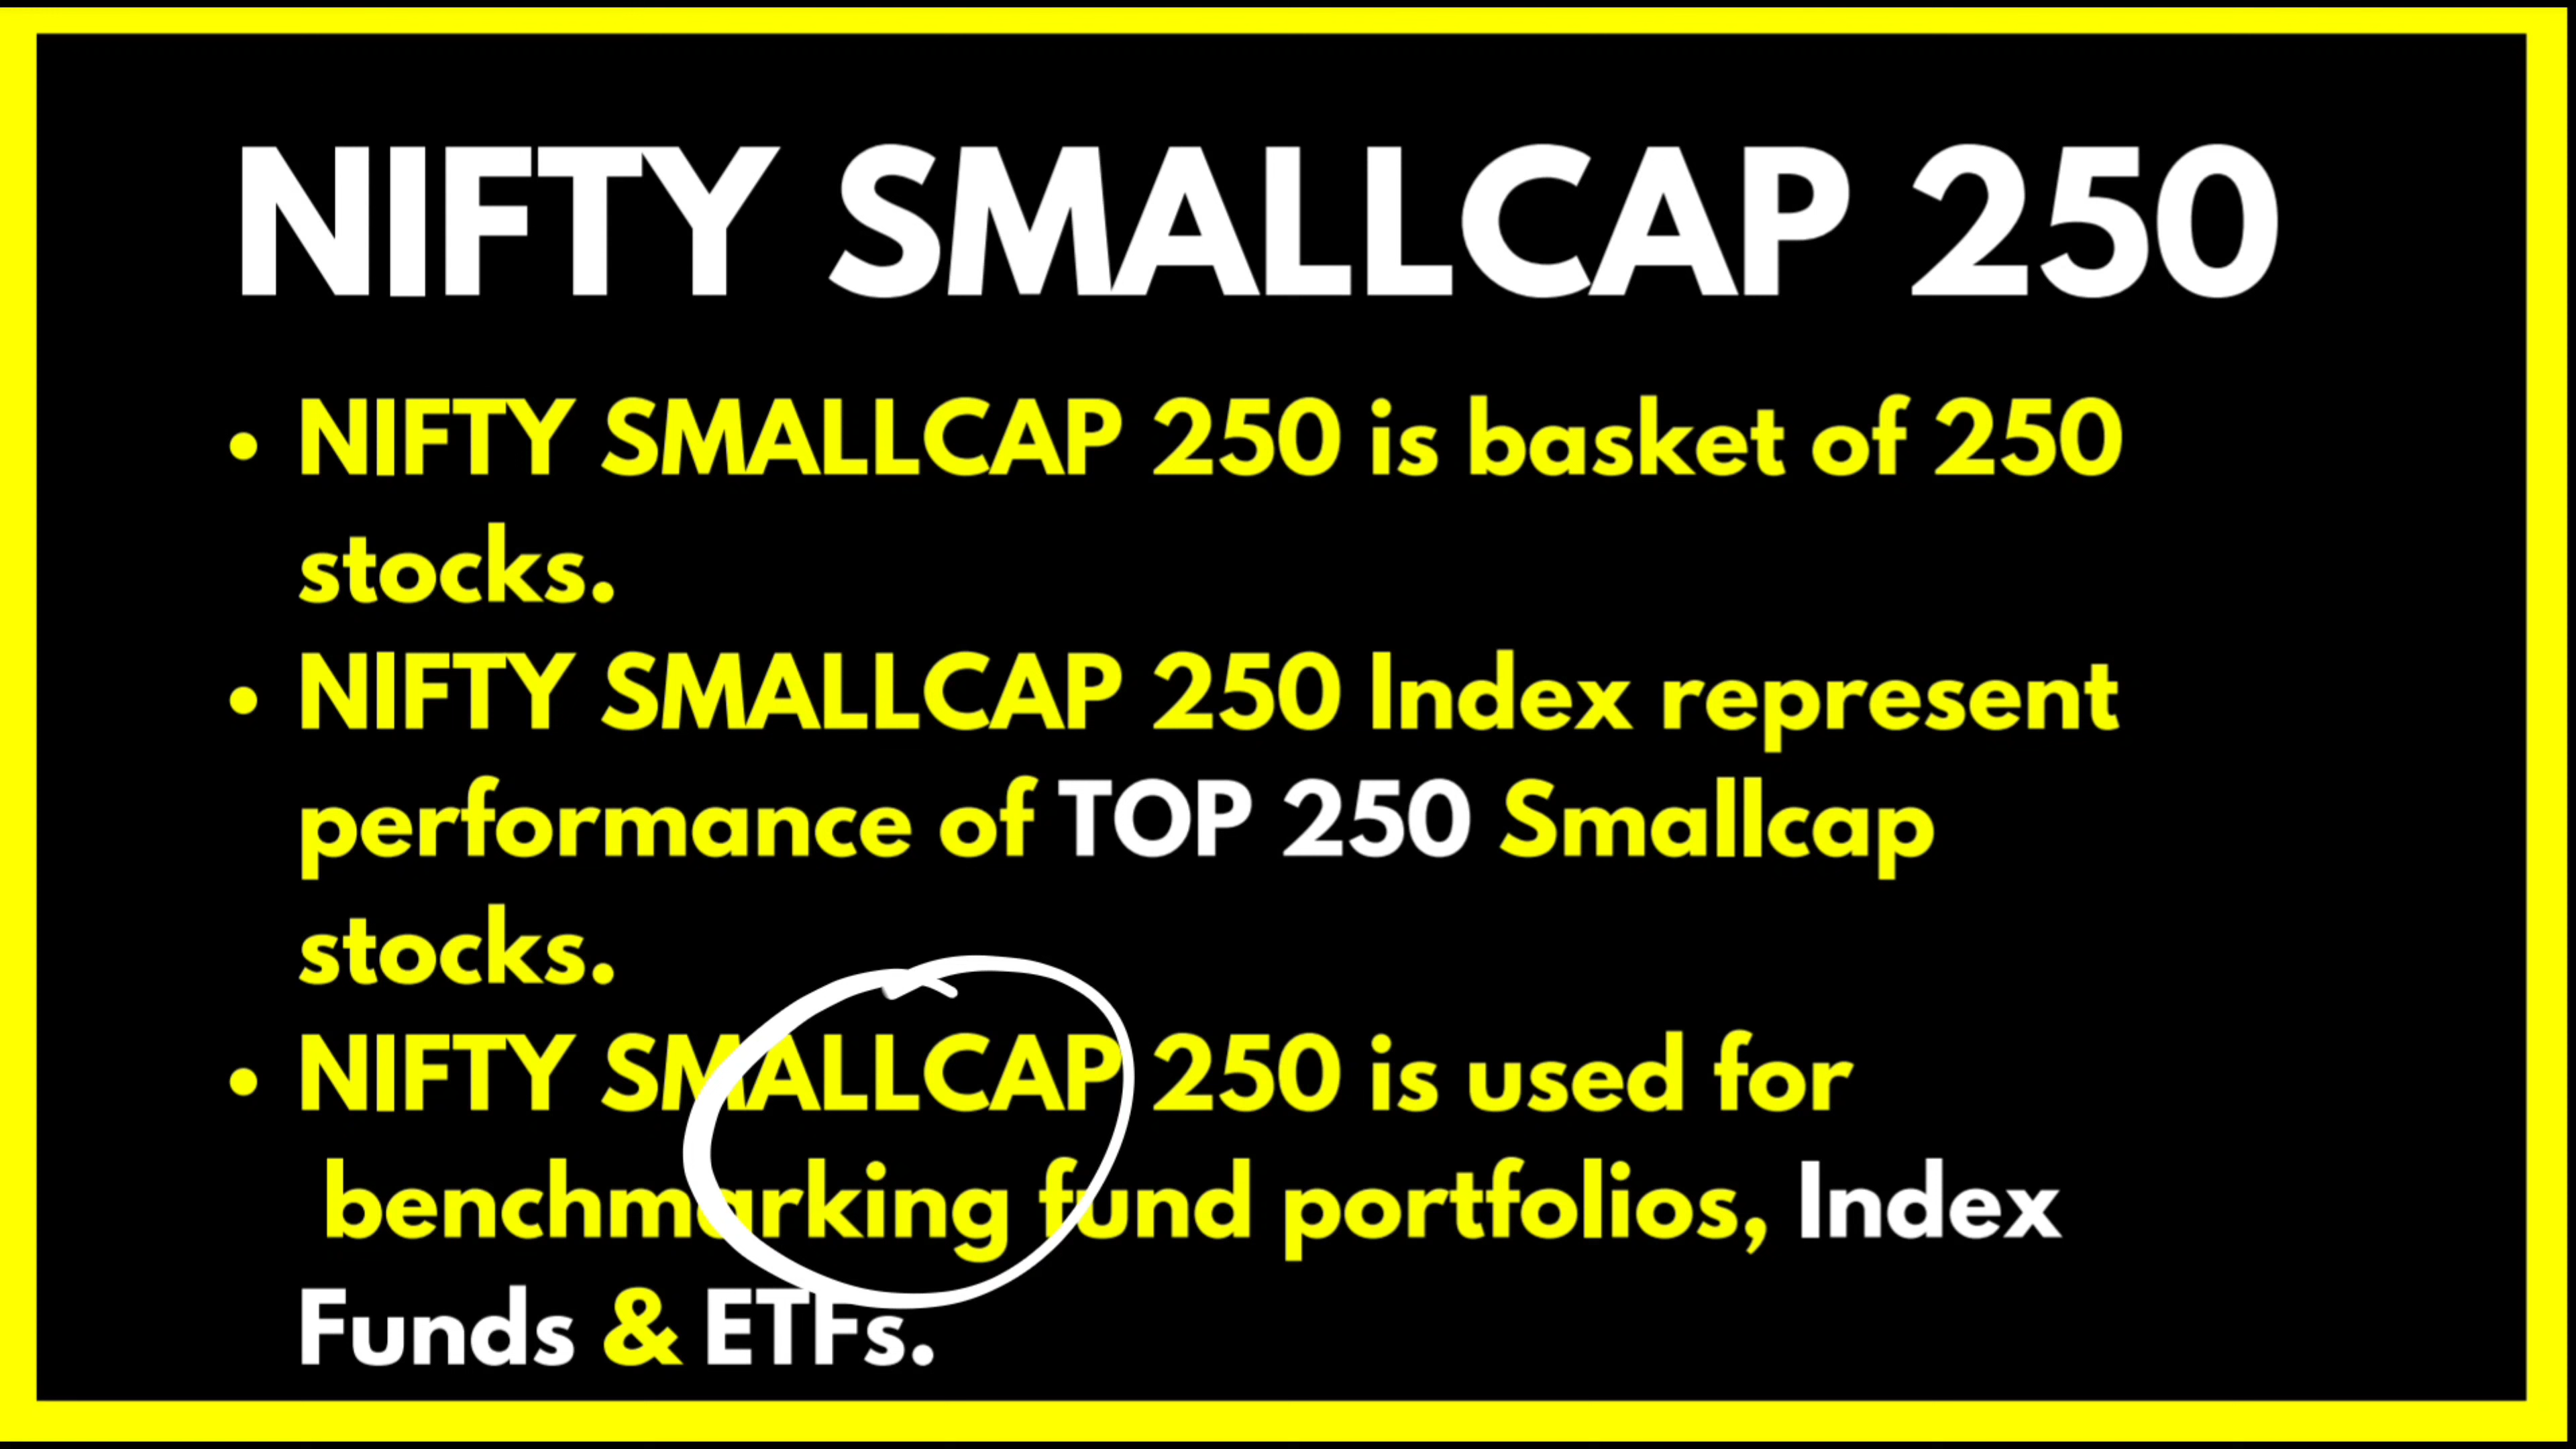 NIFTY SMALLCAP 250
• NIFTY SMALLCAP 250 is basket of 250
stocks.
• NIFTY SMALLCAP 250 Index represent
performance of TOP 250 Smallcap
stocks.
• NIFTY SMALLCAP 250 is used for
benchmarking fund portfolios, Index
Funds & ETFs.